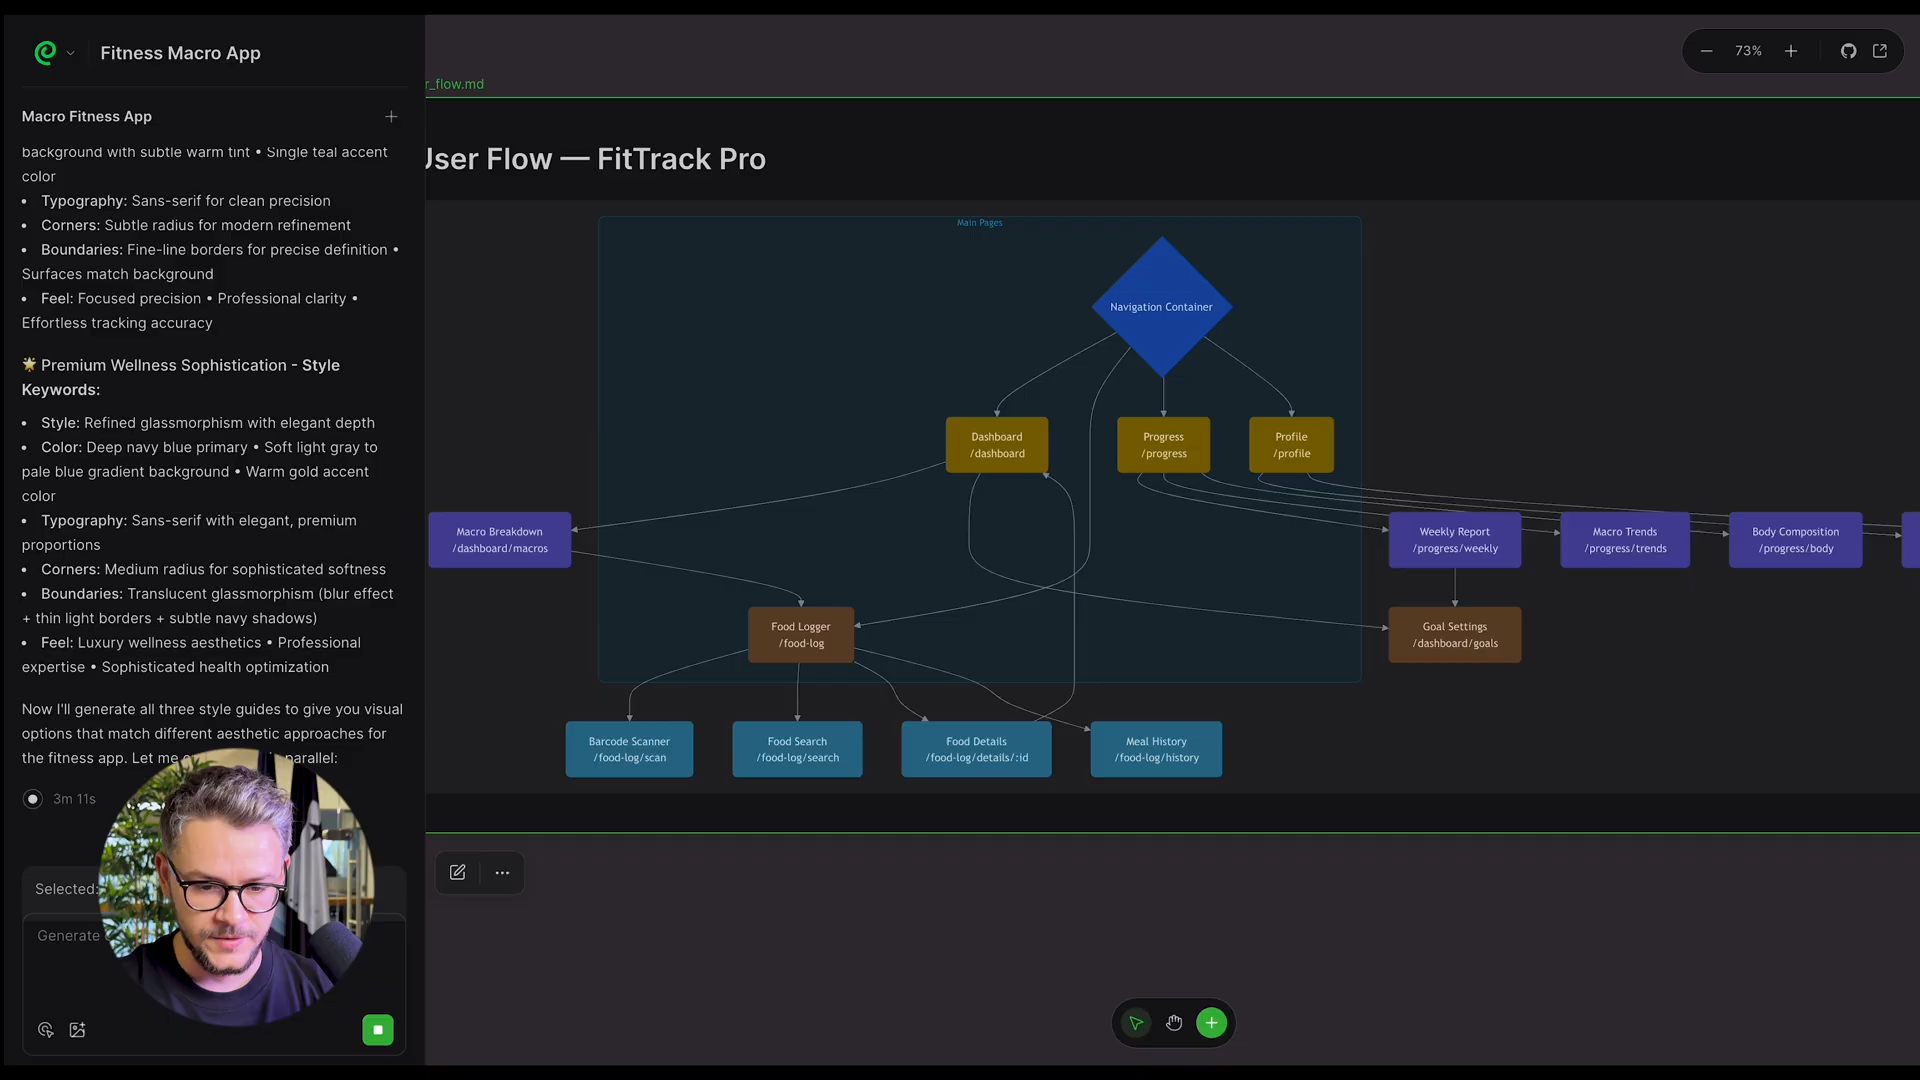 Fitness Macro App
Macro Fitness App
background with subtle warm tint • Single teal accent
color
• Typography: Sans-serif for clean precision
• Corners: Subtle radius for modern refinement
• Boundaries: Fine-line borders for precise definition •
Surfaces match background
• Feel: Focused precision • Professional clarity •
Effortless tracking accuracy
🌟 Premium Wellness Sophistication - Style
Keywords:
• Style: Refined glassmorphism with elegant depth
• Color: Deep navy blue primary • Soft light gray to
pale blue gradient background • Warm gold accent
color
• Typography: Sans-serif with elegant, premium
proportions
• Corners: Medium radius for sophisticated softness
• Boundaries: Translucent glassmorphism (blur effect
+ thin light borders + subtle navy shadows)
• Feel: Luxury wellness aesthetics • Professional
expertise • Sophisticated health optimization
Now I'll generate all three style guides to give you visual
options that match different aesthetic approaches for
the fitness app. Let me parallel:
3m 11s
Selected:
Generate
73%
r_flow.md
User Flow — FitTrack Pro
Main Pages
Navigation Container
Dashboard
/dashboard
Progress
/progress
Profile
/profile
Macro Breakdown
/dashboard/macros
Weekly Report
/progress/weekly
Macro Trends
/progress/trends
Body Composition
/progress/body
Food Logger
/food-log
Goal Settings
/dashboard/goals
Barcode Scanner
/food-log/scan
Food Search
/food-log/search
Food Details
/food-log/details/:id
Meal History
/food-log/history